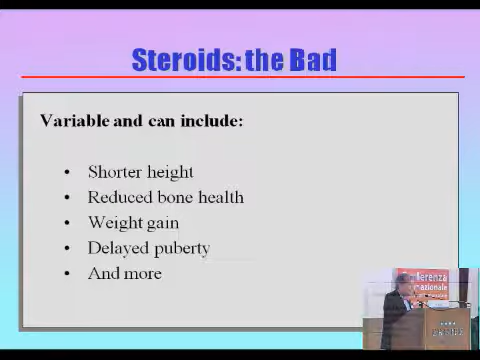 Steroids: the Bad
Variable and can include:
• Shorter height
• Reduced bone health
• Weight gain
• Delayed puberty
• And more